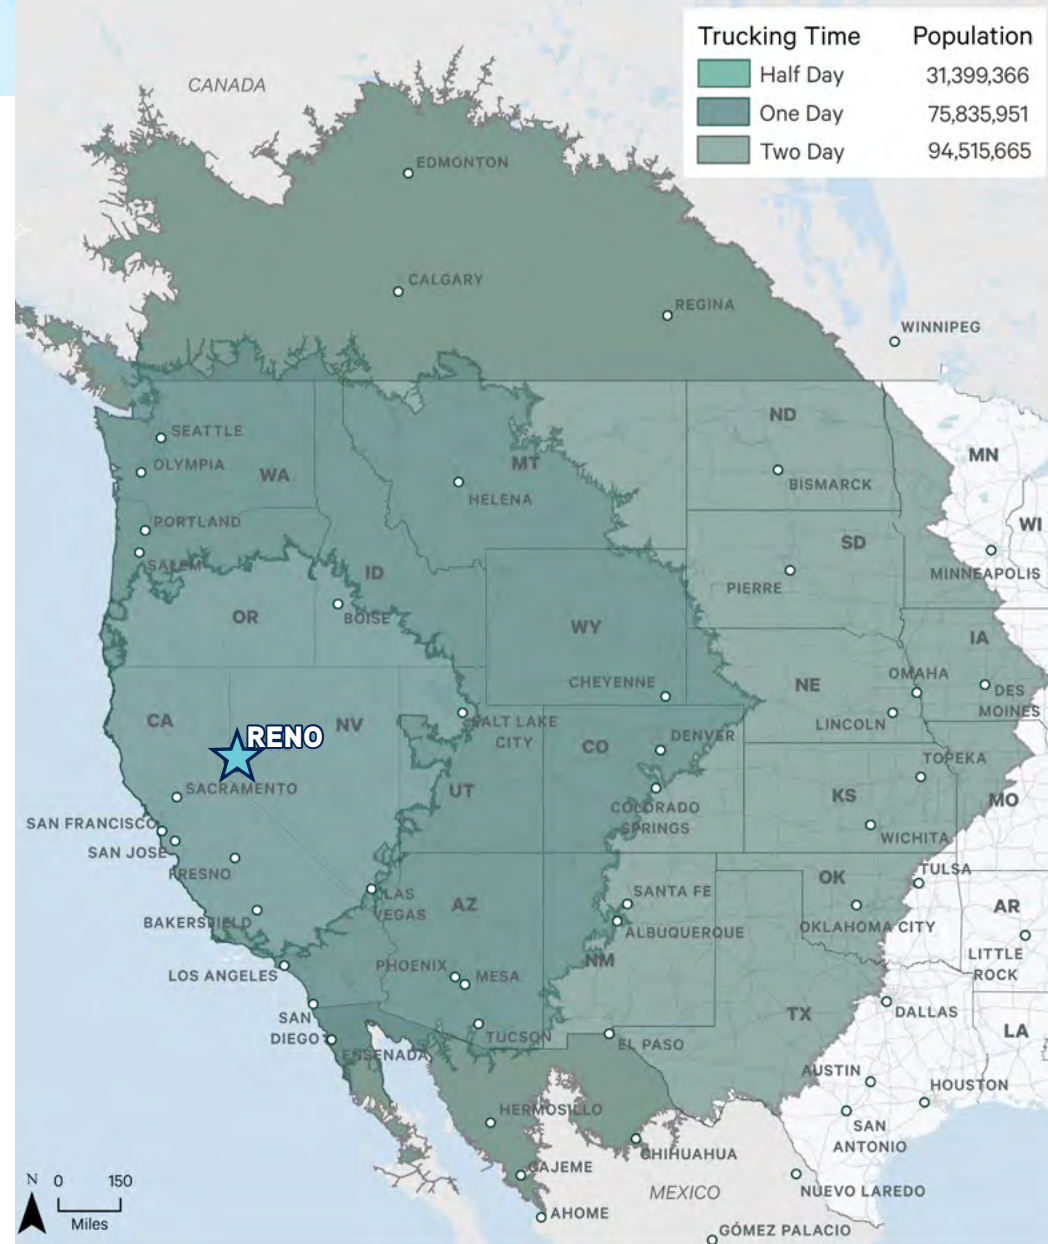 Trucking Time Population
Half Day 31,399,366
One Day 75,835,951
Two Day 94,515,665
CANADA
EDMONTON
CALGARY
REGINA
WINNIPEG
SEATTLE
OLYMPIA
WA
MT
ND
MN
HELENA
BISMARCK
PORTLAND
SALEM
WI
ID
SD
MINNEAPOLIS
PIERRE
OR
BOISE
WY
IA
CHEYENNE
NE
OMAHA
DES
MOINES
LINCOLN
CA
NV
RENO
SALT LAKE
CITY
CO
DENVER
TOPEKA
SACRAMENTO
UT
COLORADO
SPRINGS
KS
MO
SAN FRANCISCO
SAN JOSE
WICHITA
FRESNO
TULSA
LAS
VEGAS
AZ
SANTA FE
OK
AR
BAKERSFIELD
ALBUQUERQUE
OKLAHOMA CITY
LOS ANGELES
PHOENIX
MESA
NM
LITTLE
ROCK
SAN
DIEGO
TUCSON
EL PASO
TX
DALLAS
LA
ENSENADA
AUSTIN
HOUSTON
HERMOSILLO
SAN
ANTONIO
CHIHUAHUA
CAJEME
MEXICO
NUEVO LAREDO
AHOME
GÓMEZ PALACIO
N 0 150
Miles